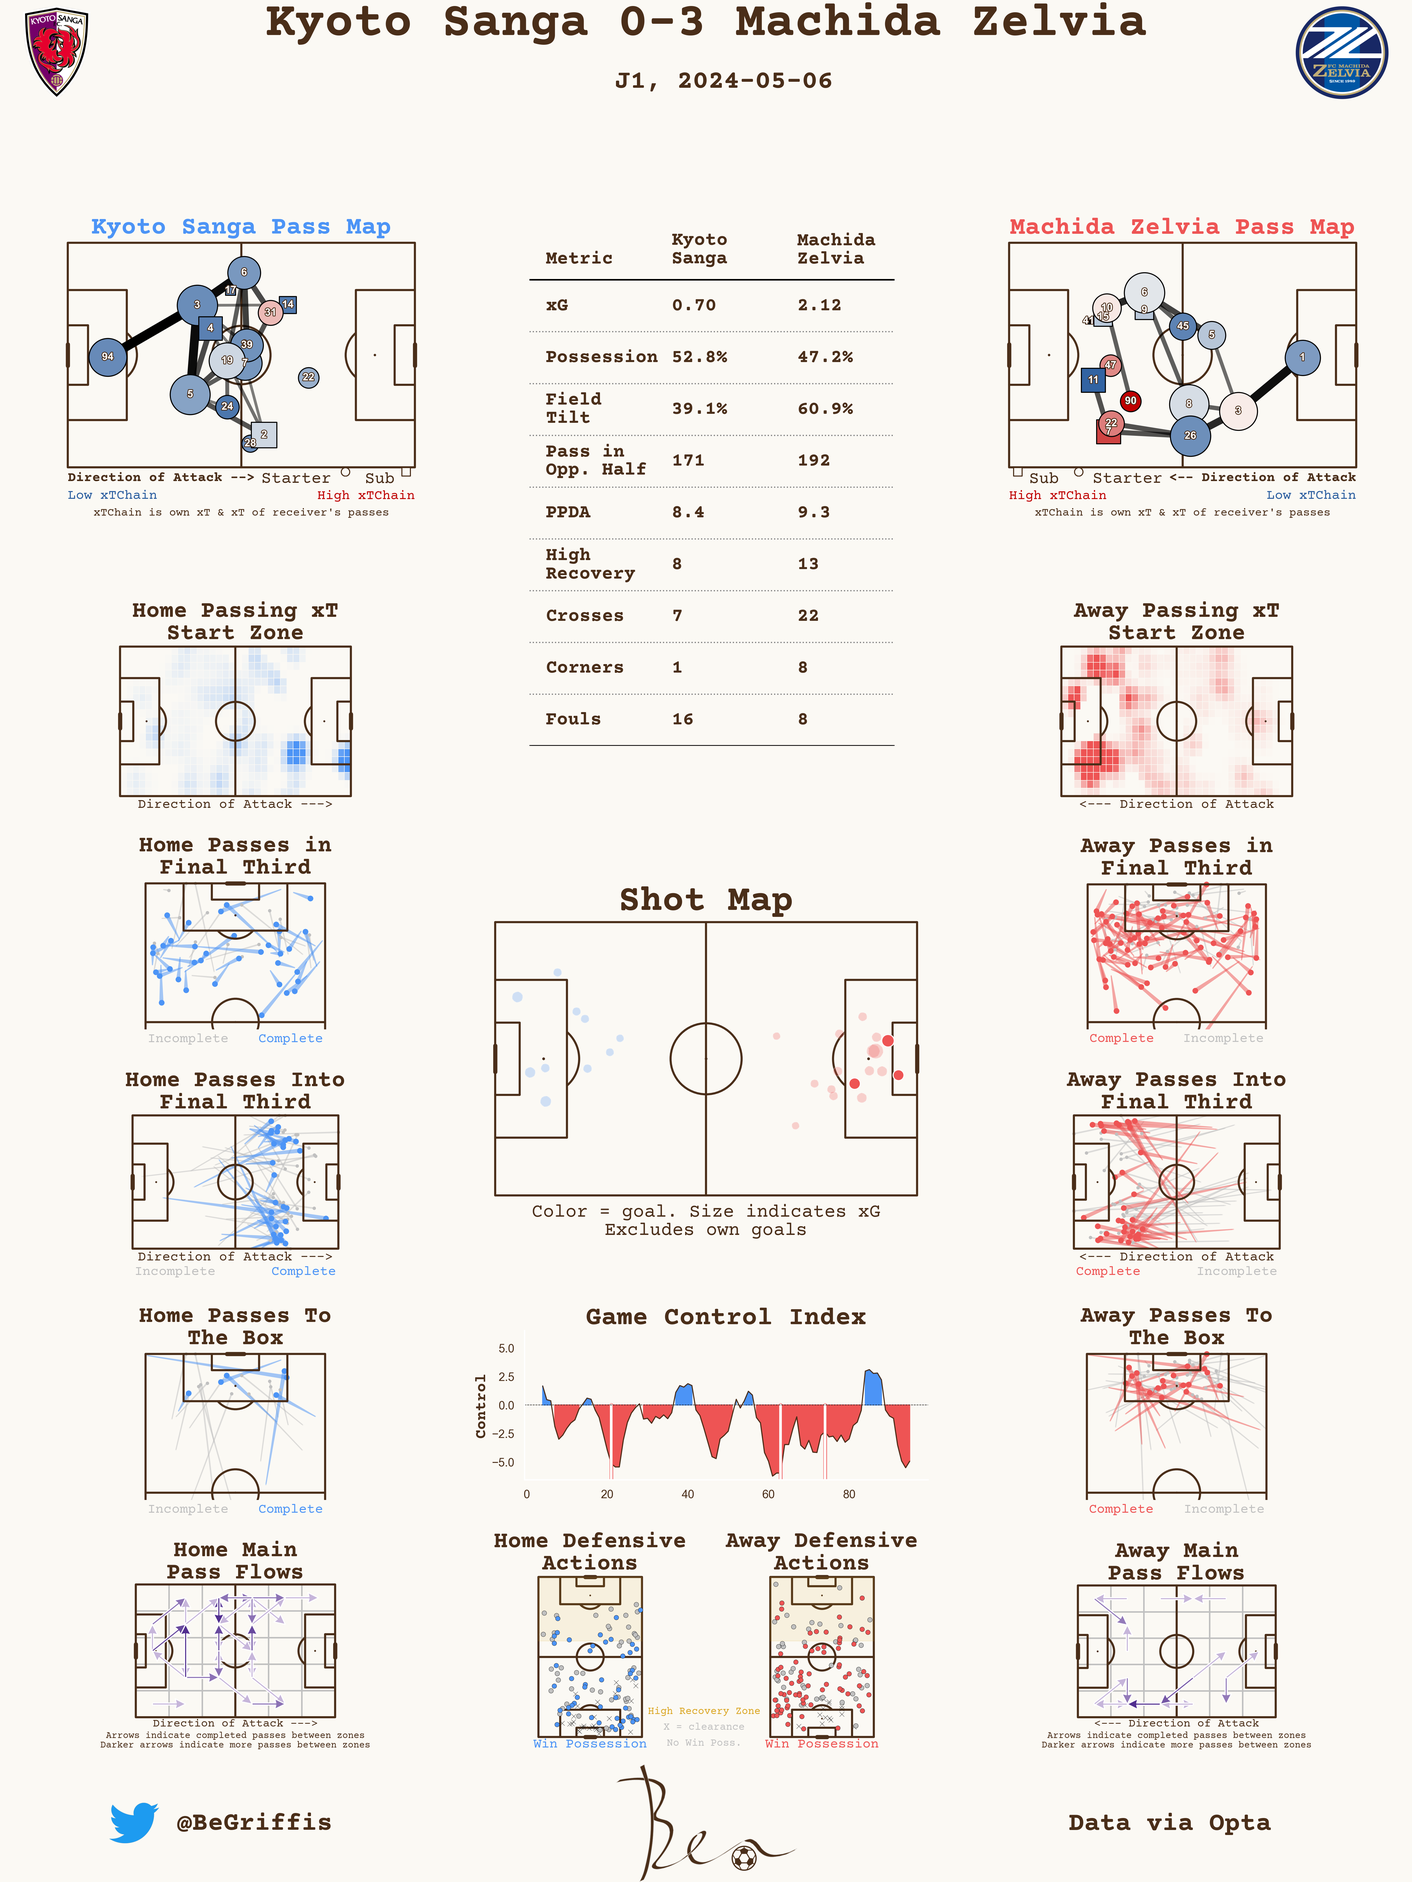 Kyoto Sanga 0-3 Machida Zelvia
J1, 2024-05-06
KYOTO SANGA
FC MACHIDA
ZELVIA
SINCE 1989
Kyoto Sanga Pass Map
6
17
3
14
31
4
39
94
19
7
22
5
24
2
28
Direction of Attack --> Starter Sub
Low xTChain High xTChain
xTChain is own xT & xT of receiver's passes
Metric Kyoto Sanga Machida Zelvia
xG 0.70 2.12
Possession 52.8% 47.2%
Field Tilt 39.1% 60.9%
Pass in Opp. Half 171 192
PPDA 8.4 9.3
High Recovery 8 13
Crosses 7 22
Corners 1 8
Fouls 16 8
Machida Zelvia Pass Map
6
10
9
15
41
45
5
1
47
11
90
8
3
22
7
26
Sub Starter <-- Direction of Attack
High xTChain Low xTChain
xTChain is own xT & xT of receiver's passes
Home Passing xT
Start Zone
Direction of Attack --->
Away Passing xT
Start Zone
<--- Direction of Attack
Home Passes in
Final Third
Incomplete Complete
Away Passes in
Final Third
Complete Incomplete
Shot Map
Color = goal. Size indicates xG
Excludes own goals
Home Passes Into
Final Third
Direction of Attack --->
Incomplete Complete
Away Passes Into
Final Third
<--- Direction of Attack
Complete Incomplete
Home Passes To
The Box
Incomplete Complete
Game Control Index
Control
5.0
2.5
0.0
−2.5
−5.0
0 20 40 60 80
Away Passes To
The Box
Complete Incomplete
Home Main
Pass Flows
Direction of Attack --->
Arrows indicate completed passes between zones
Darker arrows indicate more passes between zones
Home Defensive
Actions
Win Possession
High Recovery Zone
X = clearance
No Win Poss.
Away Defensive
Actions
Win Possession
Away Main
Pass Flows
<--- Direction of Attack
Arrows indicate completed passes between zones
Darker arrows indicate more passes between zones
@BeGriffis
Ben
Data via Opta